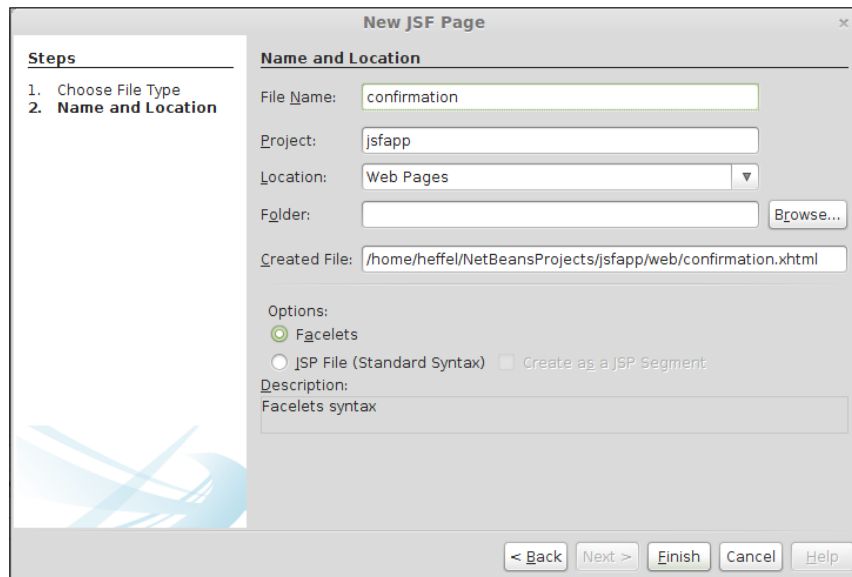 New JSF Page ×
Steps
1. Choose File Type
2. Name and Location
Name and Location
File Name: confirmation
Project: jsfapp
Location: Web Pages
Folder: Browse...
Created File: /home/heffel/NetBeansProjects/jsfapp/web/confirmation.xhtml
Options:
Facelets
JSP File (Standard Syntax) Create as a JSP Segment
Description:
Facelets syntax
< Back Next > Finish Cancel Help